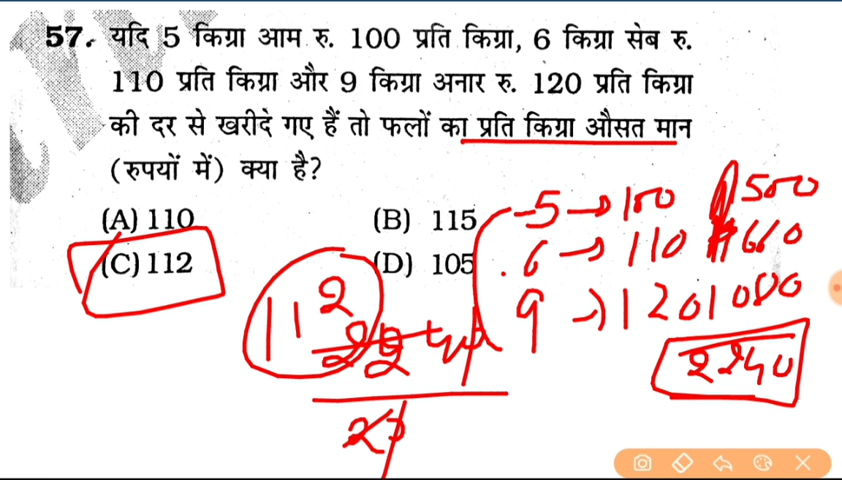 57. यदि 5 किग्रा आम रु. 100 प्रति किग्रा, 6 किग्रा सेब रु.
110 प्रति किग्रा और 9 किग्रा अनार रु. 120 प्रति किग्रा
की दर से खरीदे गए हैं तो फलों का प्रति किग्रा औसत मान
(रुपयों में) क्या है?
(A) 110 (B) 115
(C) 112 (D) 105
5 → 100 500
6 → 110 660
9 → 120 1080
2240
112
2240
20